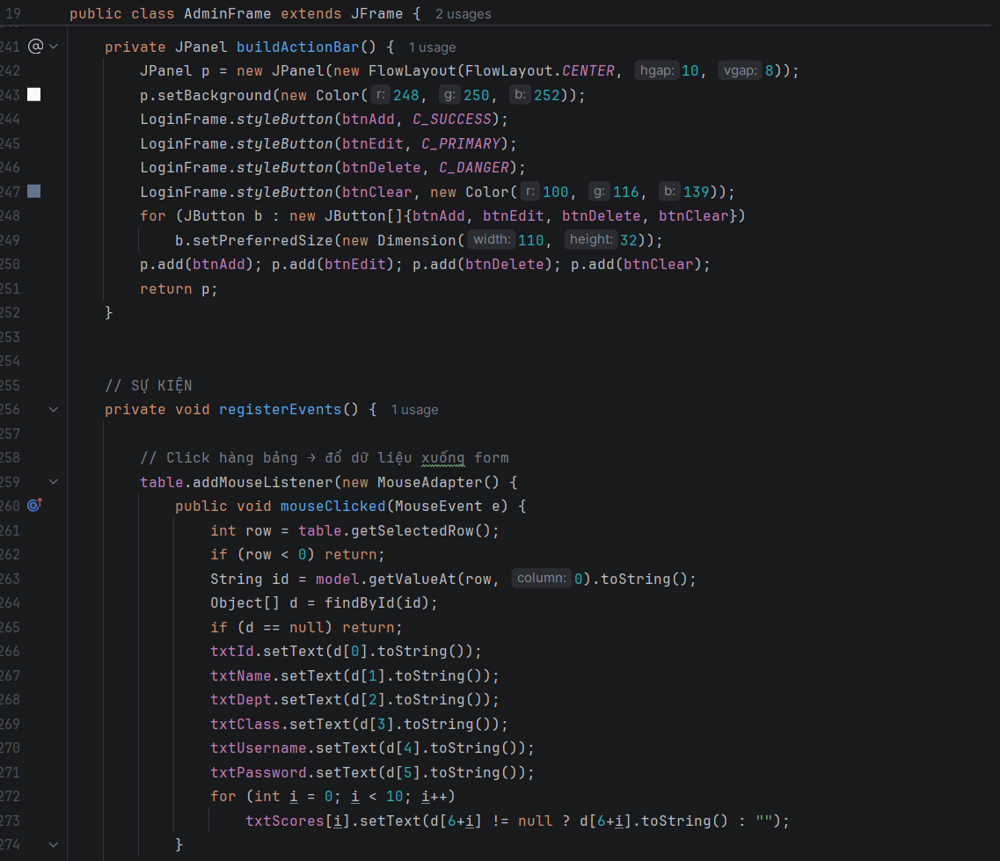 19 public class AdminFrame extends JFrame { 2 usages
241 @ private JPanel buildActionBar() { 1 usage
242 JPanel p = new JPanel(new FlowLayout(FlowLayout.CENTER, hgap: 10, vgap: 8));
243 p.setBackground(new Color( r: 248, g: 250, b: 252));
244 LoginFrame.styleButton(btnAdd, C_SUCCESS);
245 LoginFrame.styleButton(btnEdit, C_PRIMARY);
246 LoginFrame.styleButton(btnDelete, C_DANGER);
247 LoginFrame.styleButton(btnClear, new Color( r: 100, g: 116, b: 139));
248 for (JButton b : new JButton[]{btnAdd, btnEdit, btnDelete, btnClear})
249 b.setPreferredSize(new Dimension( width: 110, height: 32));
250 p.add(btnAdd); p.add(btnEdit); p.add(btnDelete); p.add(btnClear);
251 return p;
252 }
253
254
255 // SỰ KIỆN
256 private void registerEvents() { 1 usage
257
258 // Click hàng bảng → đổ dữ liệu xuống form
259 table.addMouseListener(new MouseAdapter() {
260 public void mouseClicked(MouseEvent e) {
261 int row = table.getSelectedRow();
262 if (row < 0) return;
263 String id = model.getValueAt(row, column: 0).toString();
264 Object[] d = findById(id);
265 if (d == null) return;
266 txtId.setText(d[0].toString());
267 txtName.setText(d[1].toString());
268 txtDept.setText(d[2].toString());
269 txtClass.setText(d[3].toString());
270 txtUsername.setText(d[4].toString());
271 txtPassword.setText(d[5].toString());
272 for (int i = 0; i < 10; i++)
273 txtScores[i].setText(d[6+i] != null ? d[6+i].toString() : "");
274 }